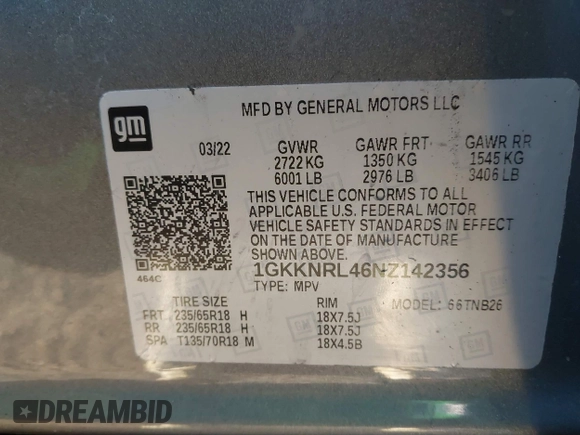 gm
MFD BY GENERAL MOTORS LLC
03/22 GVWR GAWR FRT GAWR RR
2722 KG 1350 KG 1545 KG
6001 LB 2976 LB 3406 LB
THIS VEHICLE CONFORMS TO ALL
APPLICABLE U.S. FEDERAL MOTOR
VEHICLE SAFETY STANDARDS IN EFFECT
ON THE DATE OF MANUFACTURE
SHOWN ABOVE.
464C
1GKKNRL46NZ142356
TYPE: MPV
TIRE SIZE RIM MODEL: 66TNB26
FRT 235/65R18 H 18X7.5J
RR 235/65R18 H 18X7.5J
SPA T135/70R18 M 18X4.5B
GM GM GM
DREAMBID